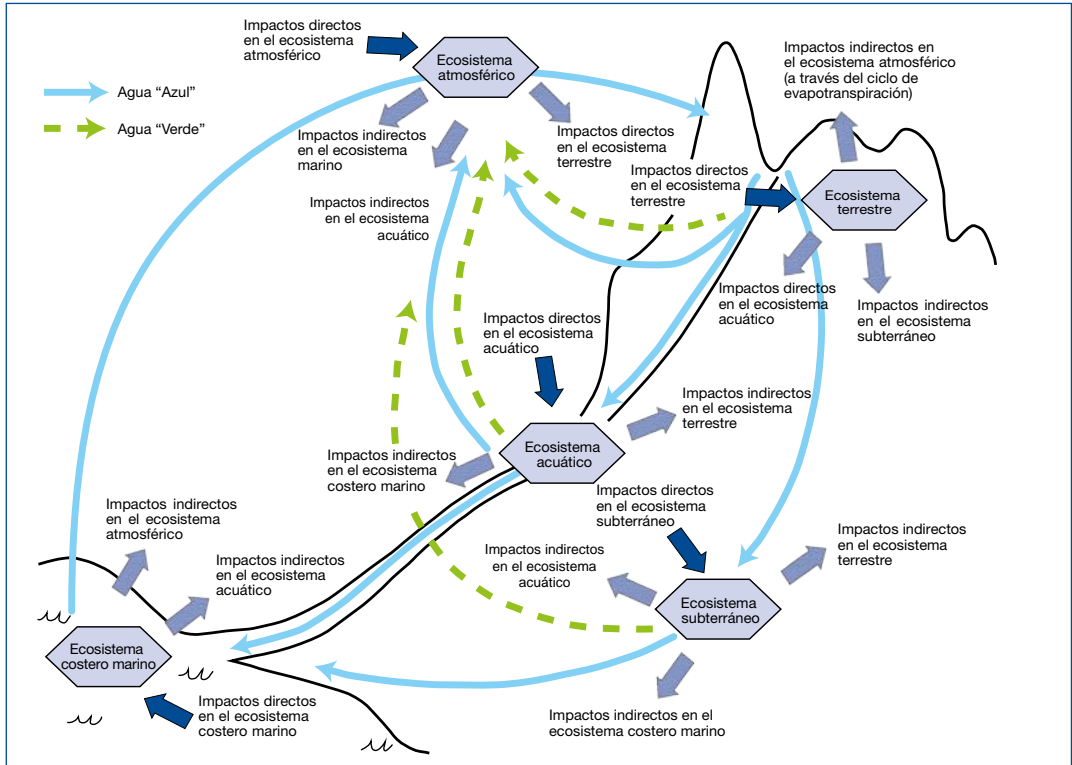 Impactos directos
en el ecosistema
atmosférico
Ecosistema
atmosférico
Impactos indirectos en
el ecosistema atmosférico
(a través del ciclo de
evapotranspiración)
Agua “Azul”
Agua “Verde”
Impactos indirectos
en el ecosistema
marino
Impactos directos
en el ecosistema
terrestre
Impactos directos
en el ecosistema
terrestre
Ecosistema
terrestre
Impactos indirectos
en el ecosistema
acuático
Impactos directos
en el ecosistema
acuático
Impactos indirectos
en el ecosistema
subterráneo
Impactos directos
en el ecosistema
acuático
Impactos indirectos
en el ecosistema
terrestre
Ecosistema
acuático
Impactos indirectos
en el ecosistema
costero marino
Impactos directos
en el ecosistema
subterráneo
Impactos indirectos
en el ecosistema
atmosférico
Impactos indirectos
en el ecosistema
acuático
Impactos indirectos
en el ecosistema
acuático
Impactos indirectos
en el ecosistema
terrestre
Ecosistema
subterráneo
Ecosistema
costero marino
Impactos directos
en el ecosistema
costero marino
Impactos indirectos en el
ecosistema costero marino